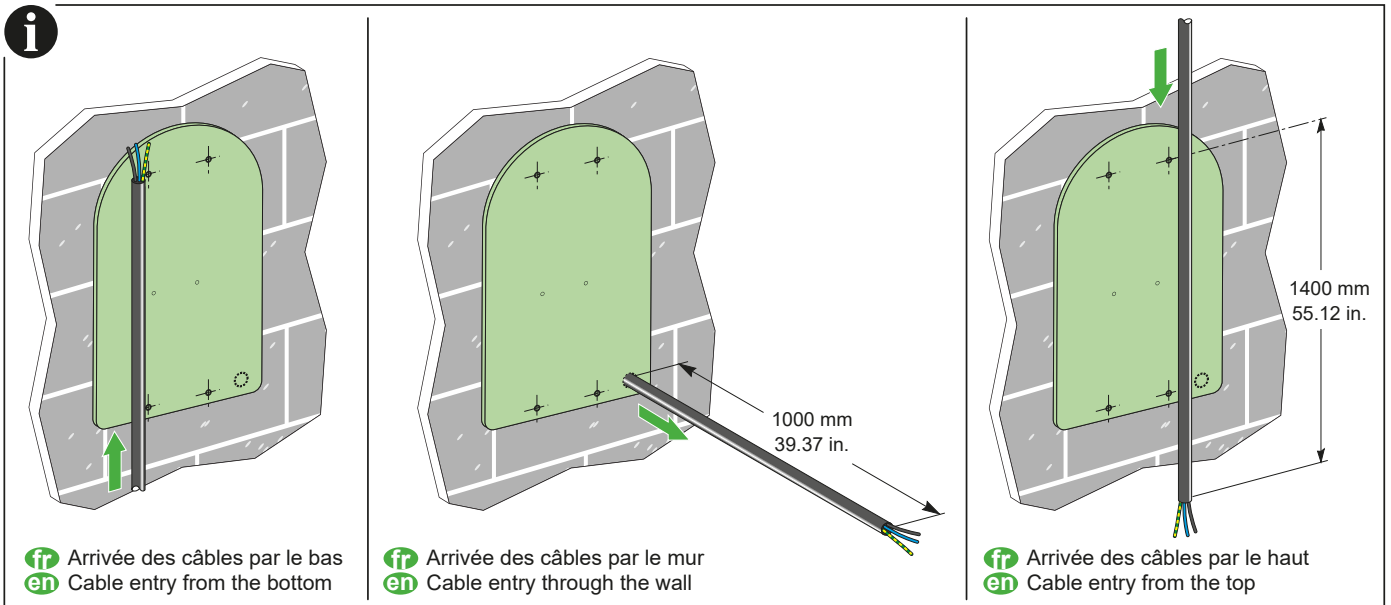 i
fr Arrivée des câbles par le bas
en Cable entry from the bottom
1000 mm
39.37 in.
fr Arrivée des câbles par le mur
en Cable entry through the wall
1400 mm
55.12 in.
fr Arrivée des câbles par le haut
en Cable entry from the top